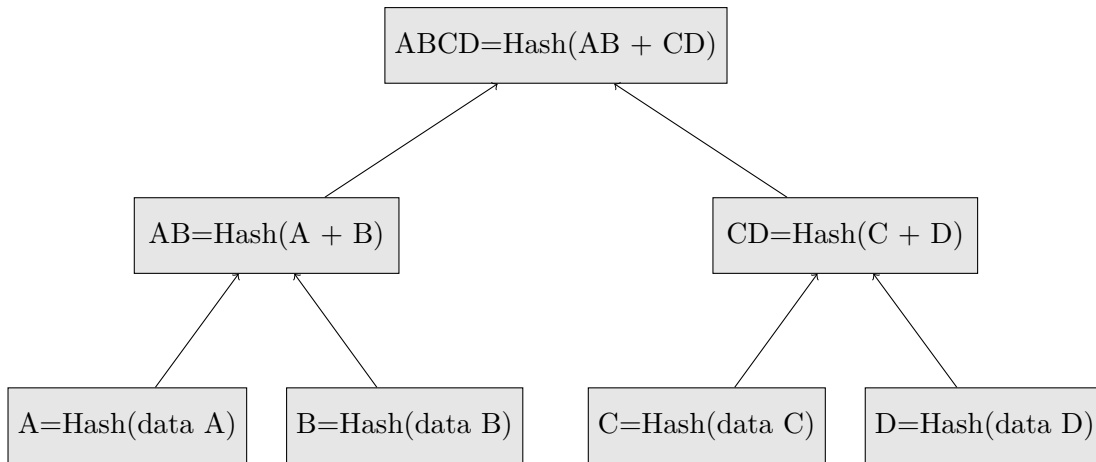 ABCD=Hash(AB + CD)
AB=Hash(A + B)
CD=Hash(C + D)
A=Hash(data A)
B=Hash(data B)
C=Hash(data C)
D=Hash(data D)